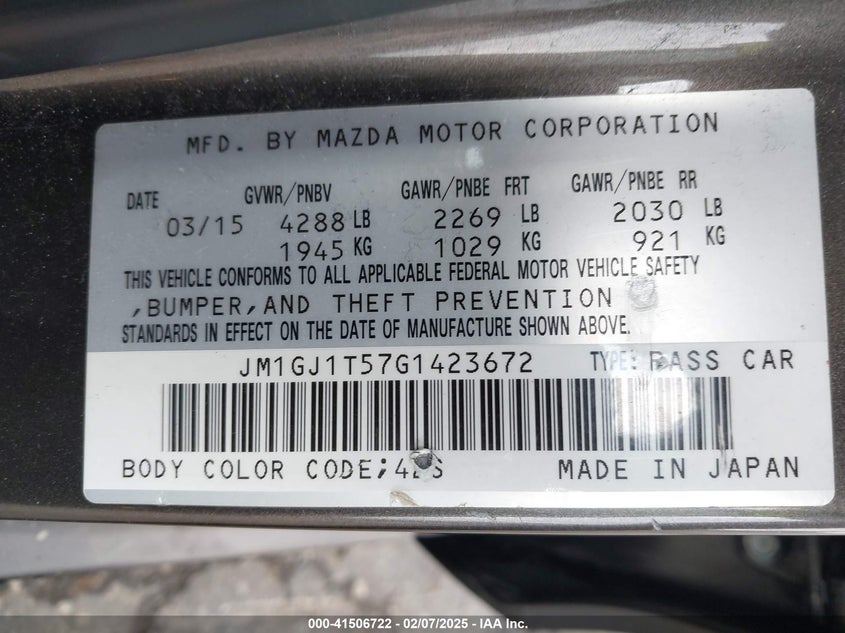 MFD. BY MAZDA MOTOR CORPORATION
DATE GVWR/PNBV GAWR/PNBE FRT GAWR/PNBE RR
03/15 4288 LB 2269 LB 2030 LB
1945 KG 1029 KG 921 KG
THIS VEHICLE CONFORMS TO ALL APPLICABLE FEDERAL MOTOR VEHICLE SAFETY
,BUMPER,AND THEFT PREVENTION
STANDARDS IN EFFECT ON THE DATE OF MANUFACTURE SHOWN ABOVE.
JM1GJ1T57G1423672 TYPE: PASS CAR
BODY COLOR CODE;
MADE IN JAPAN
000-41506722 — 02/07/2025 — IAA Inc.